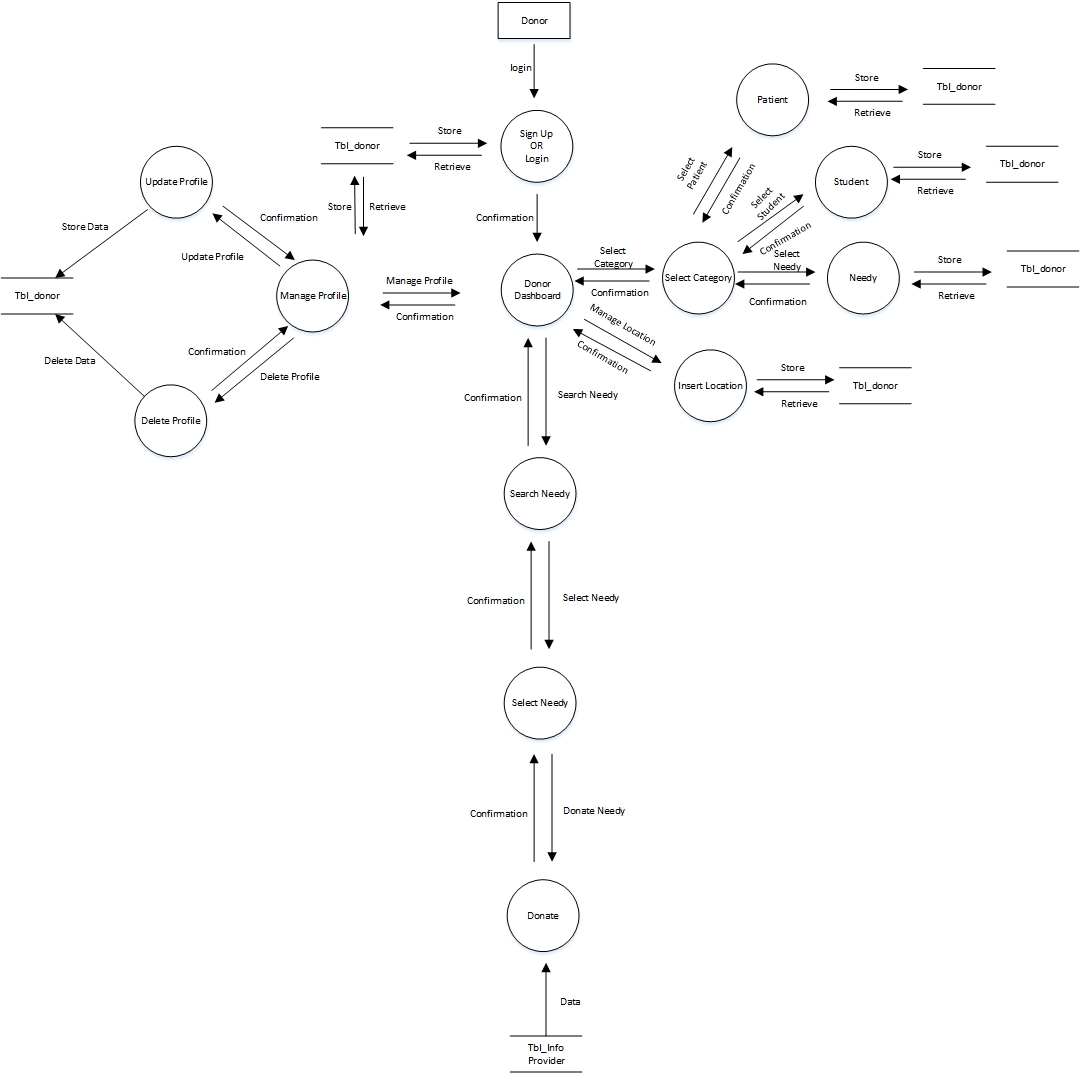 Donor
login
Sign Up
OR
Login
Store
Retrieve
Tbl_donor
Store
Retrieve
Update Profile
Store Data
Confirmation
Update Profile
Tbl_donor
Manage Profile
Delete Data
Confirmation
Delete Profile
Delete Profile
Manage Profile
Confirmation
Confirmation
Donor
Dashboard
Select
Category
Confirmation
Select Category
Select
Patient
Confirmation
Patient
Store
Retrieve
Tbl_donor
Select
Student
Confirmation
Student
Store
Retrieve
Tbl_donor
Select
Needy
Confirmation
Needy
Store
Retrieve
Tbl_donor
Manage Location
Confirmation
Insert Location
Store
Retrieve
Tbl_donor
Confirmation
Search Needy
Search Needy
Confirmation
Select Needy
Select Needy
Confirmation
Donate Needy
Donate
Data
Tbl_Info
Provider